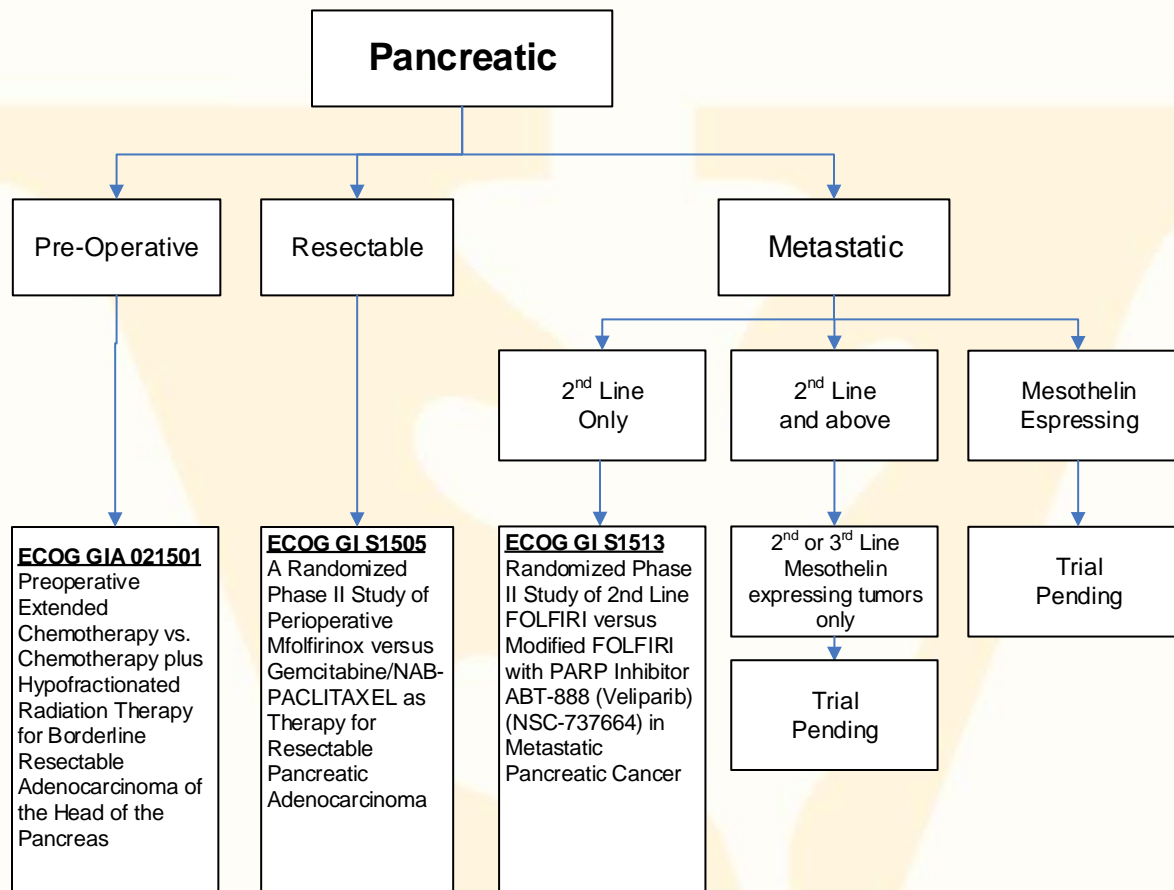 Pancreatic
Pre-Operative
Resectable
Metastatic
2nd Line
Only
2nd Line
and above
Mesothelin
Espressing
ECOG GIA 021501
Preoperative
Extended
Chemotherapy vs.
Chemotherapy plus
Hypofractionated
Radiation Therapy
for Borderline
Resectable
Adenocarcinoma of
the Head of the
Pancreas
ECOG GI S1505
A Randomized
Phase II Study of
Perioperative
Mfolfirinox versus
Gemcitabine/NAB-
PACLITAXEL as
Therapy for
Resectable
Pancreatic
Adenocarcinoma
ECOG GI S1513
Randomized Phase
II Study of 2nd Line
FOLFIRI versus
Modified FOLFIRI
with PARP Inhibitor
ABT-888 (Veliparib)
(NSC-737664) in
Metastatic
Pancreatic Cancer
2nd or 3rd Line
Mesothelin
expressing tumors
only
Trial
Pending
Trial
Pending